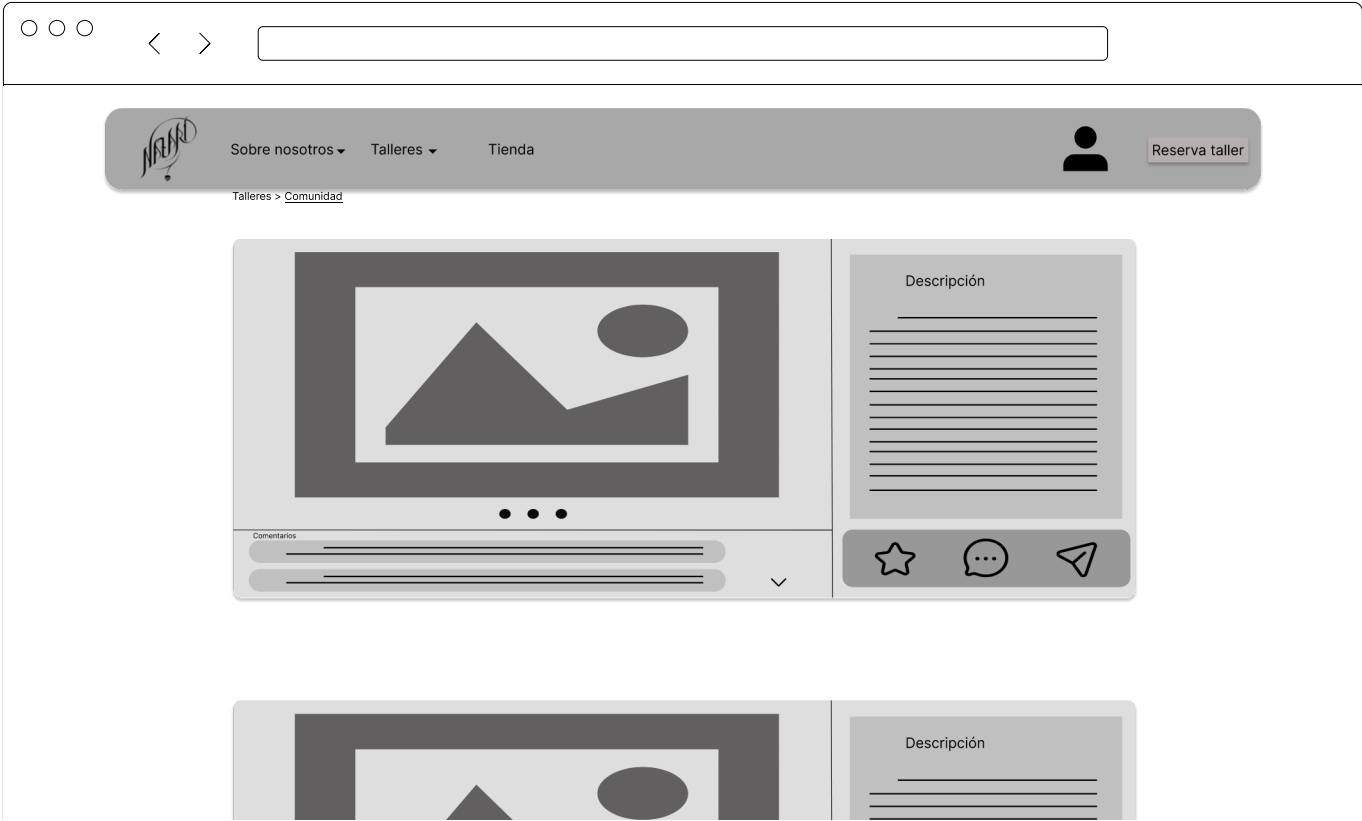 Sobre nosotros
Talleres
Tienda
Reserva taller
Talleres > Comunidad
Descripción
Comentarios
Descripción